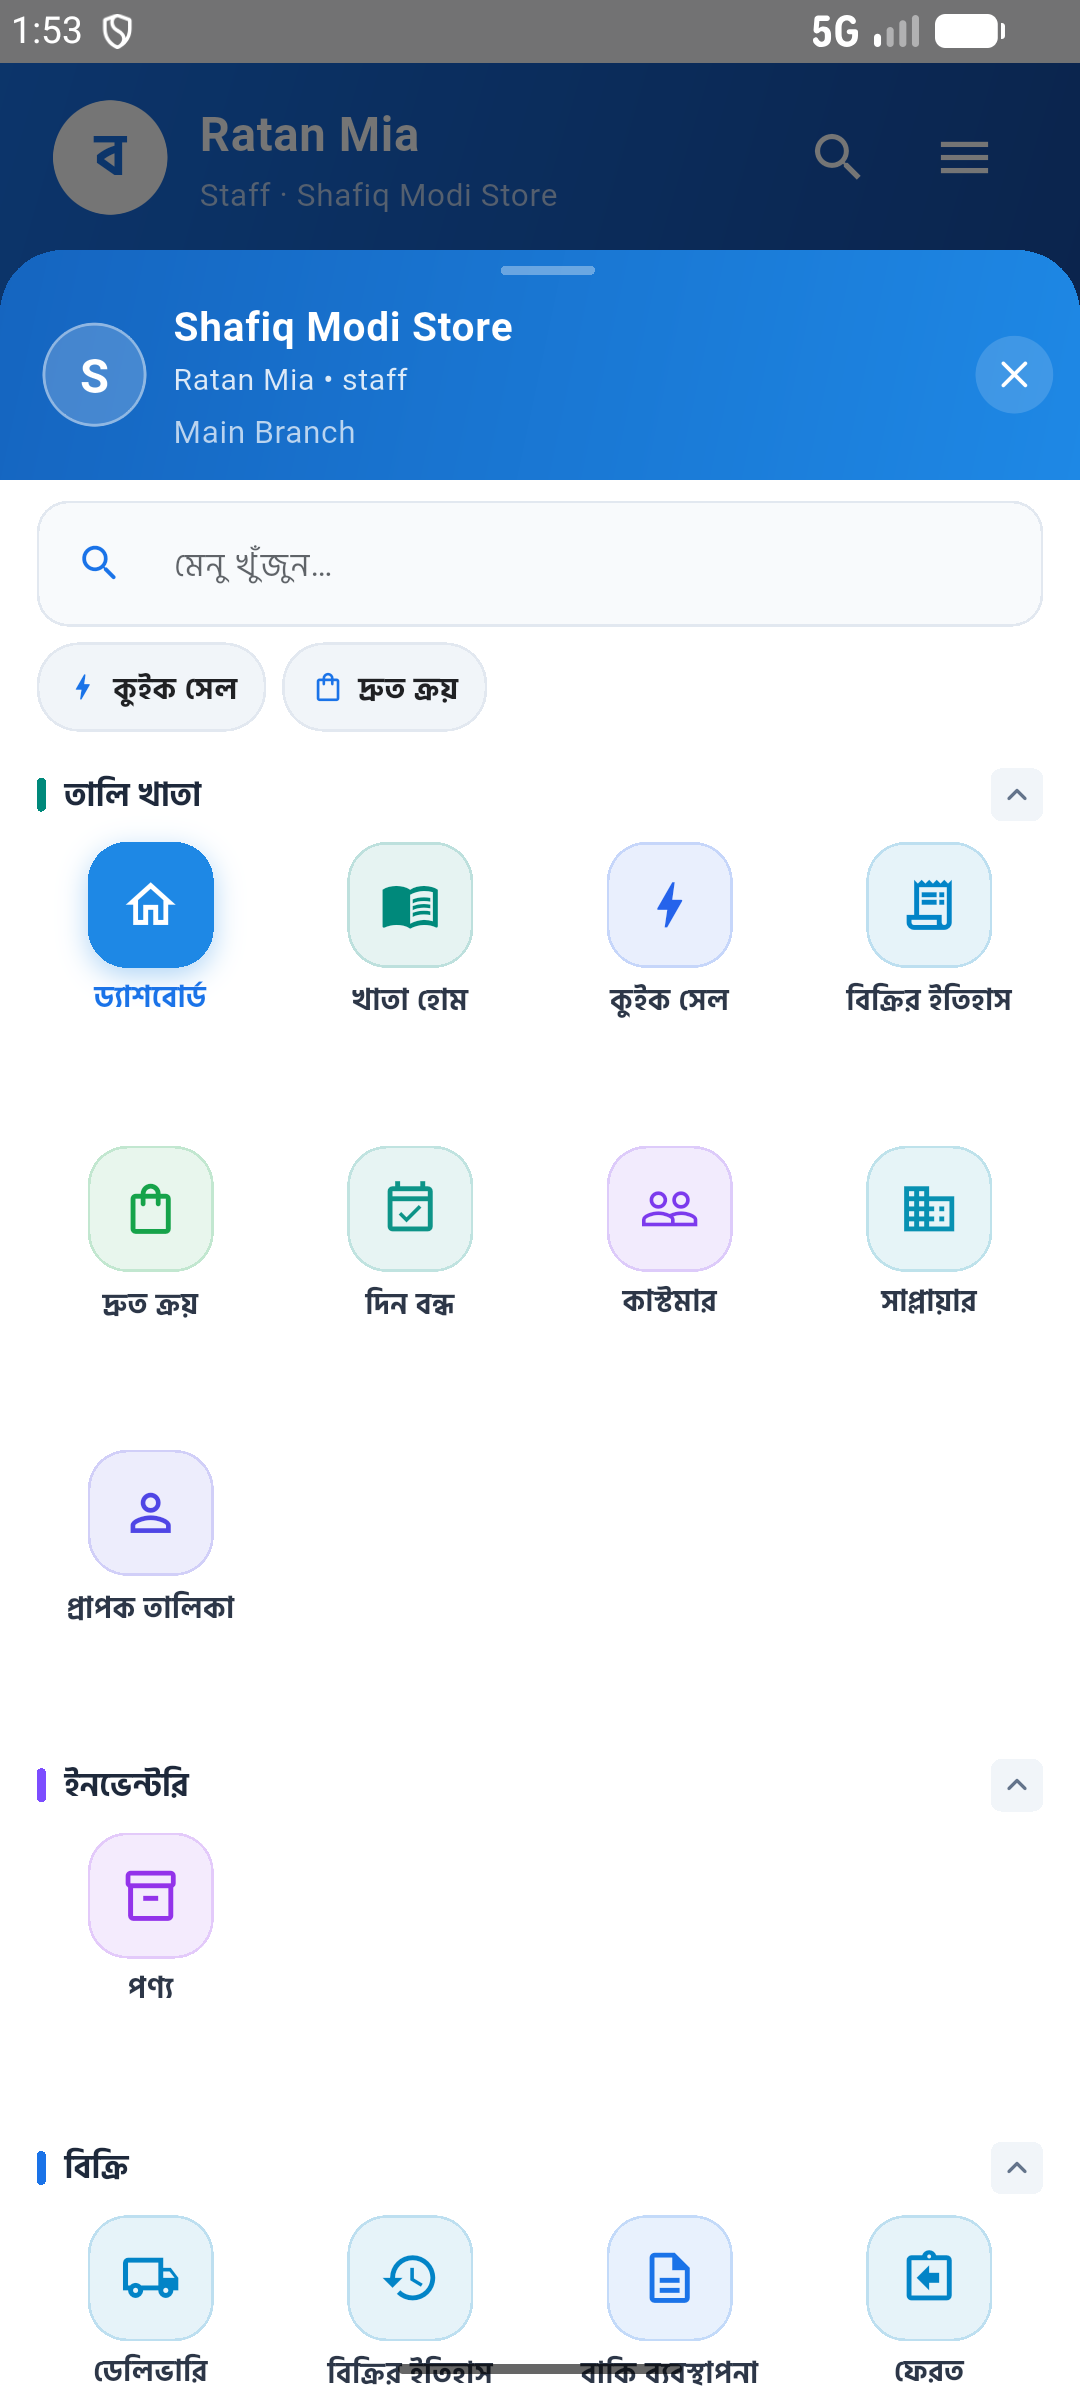 1:53
5G
ব
Ratan Mia
Staff · Shafiq Modi Store
S
Shafiq Modi Store
Ratan Mia • staff
Main Branch
মেনু খুঁজুন...
কুইক সেল
দ্রুত ক্রয়
তালি খাতা
ড্যাশবোর্ড
খাতা হোম
কুইক সেল
বিক্রির ইতিহাস
দ্রুত ক্রয়
দিন বন্ধ
কাস্টমার
সাপ্লায়ার
প্রাপক তালিকা
ইনভেন্টরি
পণ্য
বিক্রি
ডেলিভারি
বিক্রির ইতিহাস
বাকি ব্যবস্থাপনা
ফেরত